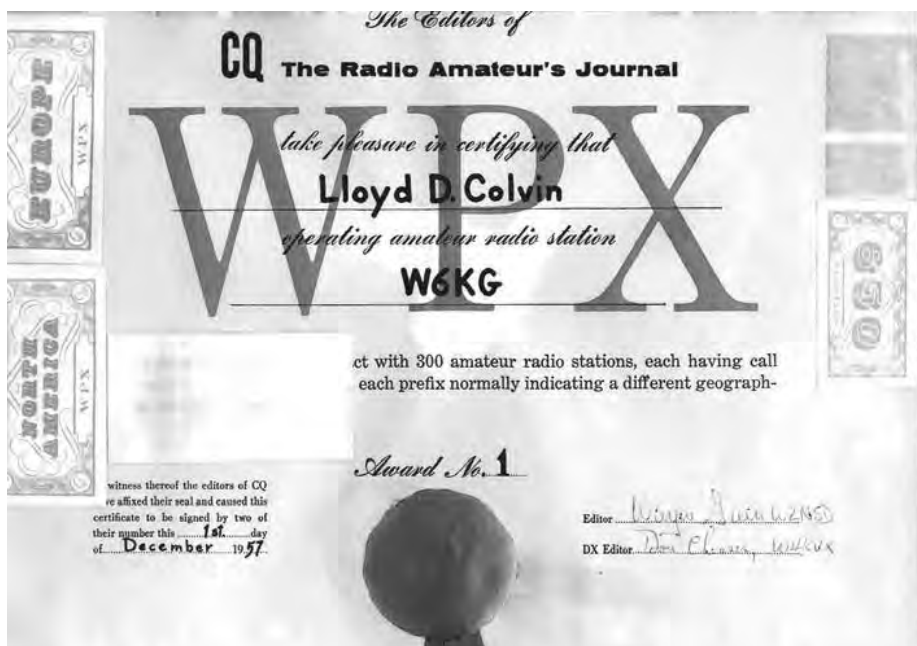 The Editors of
CQ The Radio Amateur's Journal
WPX
take pleasure in certifying that
Lloyd D. Colvin
operating amateur radio station
W6KG
ct with 300 amateur radio stations, each having call
each prefix normally indicating a different geograph-
Award No. 1
witness thereof the editors of CQ
ve affixed their seal and caused this
certificate to be signed by two of
their number this 1st. day
of December 1957
Editor
DX Editor
EUROPE
WPX
NORTH
AMERICA
WPX
650